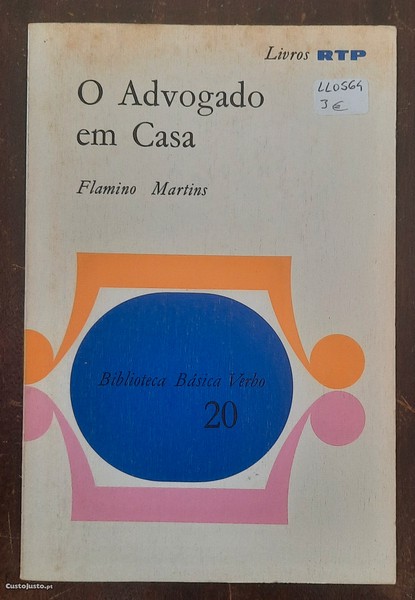 Livros RTP
LL0564
3€
O Advogado
em Casa
Flamino Martins
Biblioteca Básica Verbo
20
CustoJusto.pt